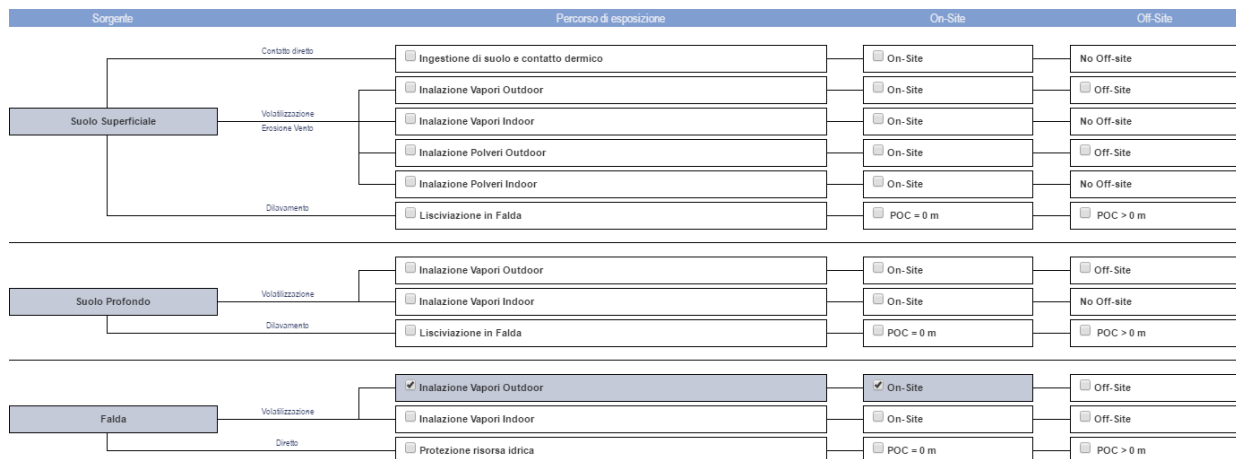 Sorgente Percorso di esposizione On-Site Off-Site
Contatto diretto Ingestione di suolo e contatto dermico On-Site No Off-site
Inalazione Vapori Outdoor On-Site Off-Site
Suolo Superficiale Volatilizzazione Inalazione Vapori Indoor On-Site No Off-site
Erosione Vento
Inalazione Polveri Outdoor On-Site Off-Site
Inalazione Polveri Indoor On-Site No Off-site
Dilavamento Lisciviazione in Falda POC = 0 m POC > 0 m
Inalazione Vapori Outdoor On-Site Off-Site
Suolo Profondo Volatilizzazione Inalazione Vapori Indoor On-Site No Off-site
Dilavamento Lisciviazione in Falda POC = 0 m POC > 0 m
Inalazione Vapori Outdoor On-Site Off-Site
Falda Volatilizzazione Inalazione Vapori Indoor On-Site Off-Site
Diretto Protezione risorsa idrica POC = 0 m POC > 0 m